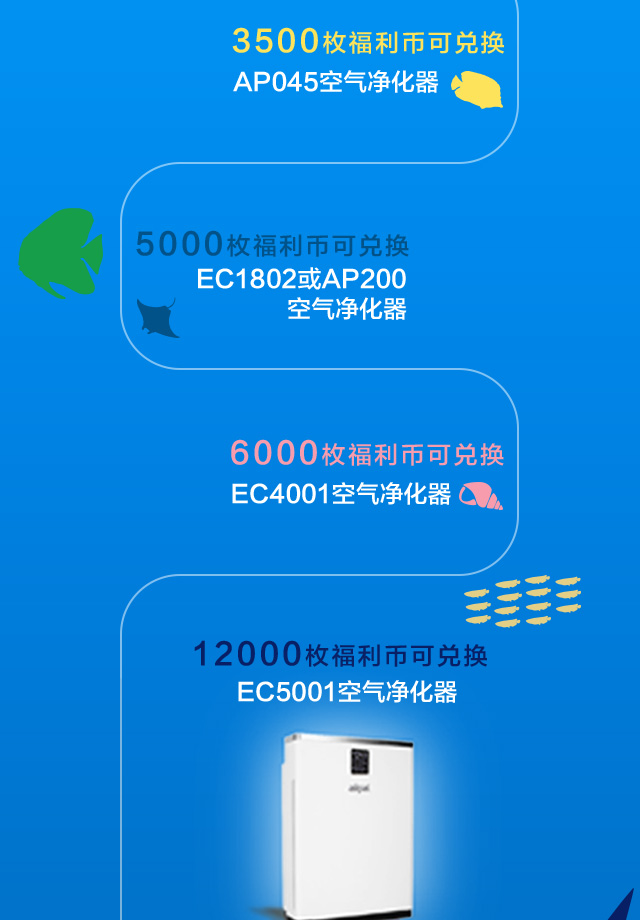 3500枚福利币可兑换
AP045空气净化器
5000枚福利币可兑换
EC1802或AP200
空气净化器
6000枚福利币可兑换
EC4001空气净化器
12000枚福利币可兑换
EC5001空气净化器